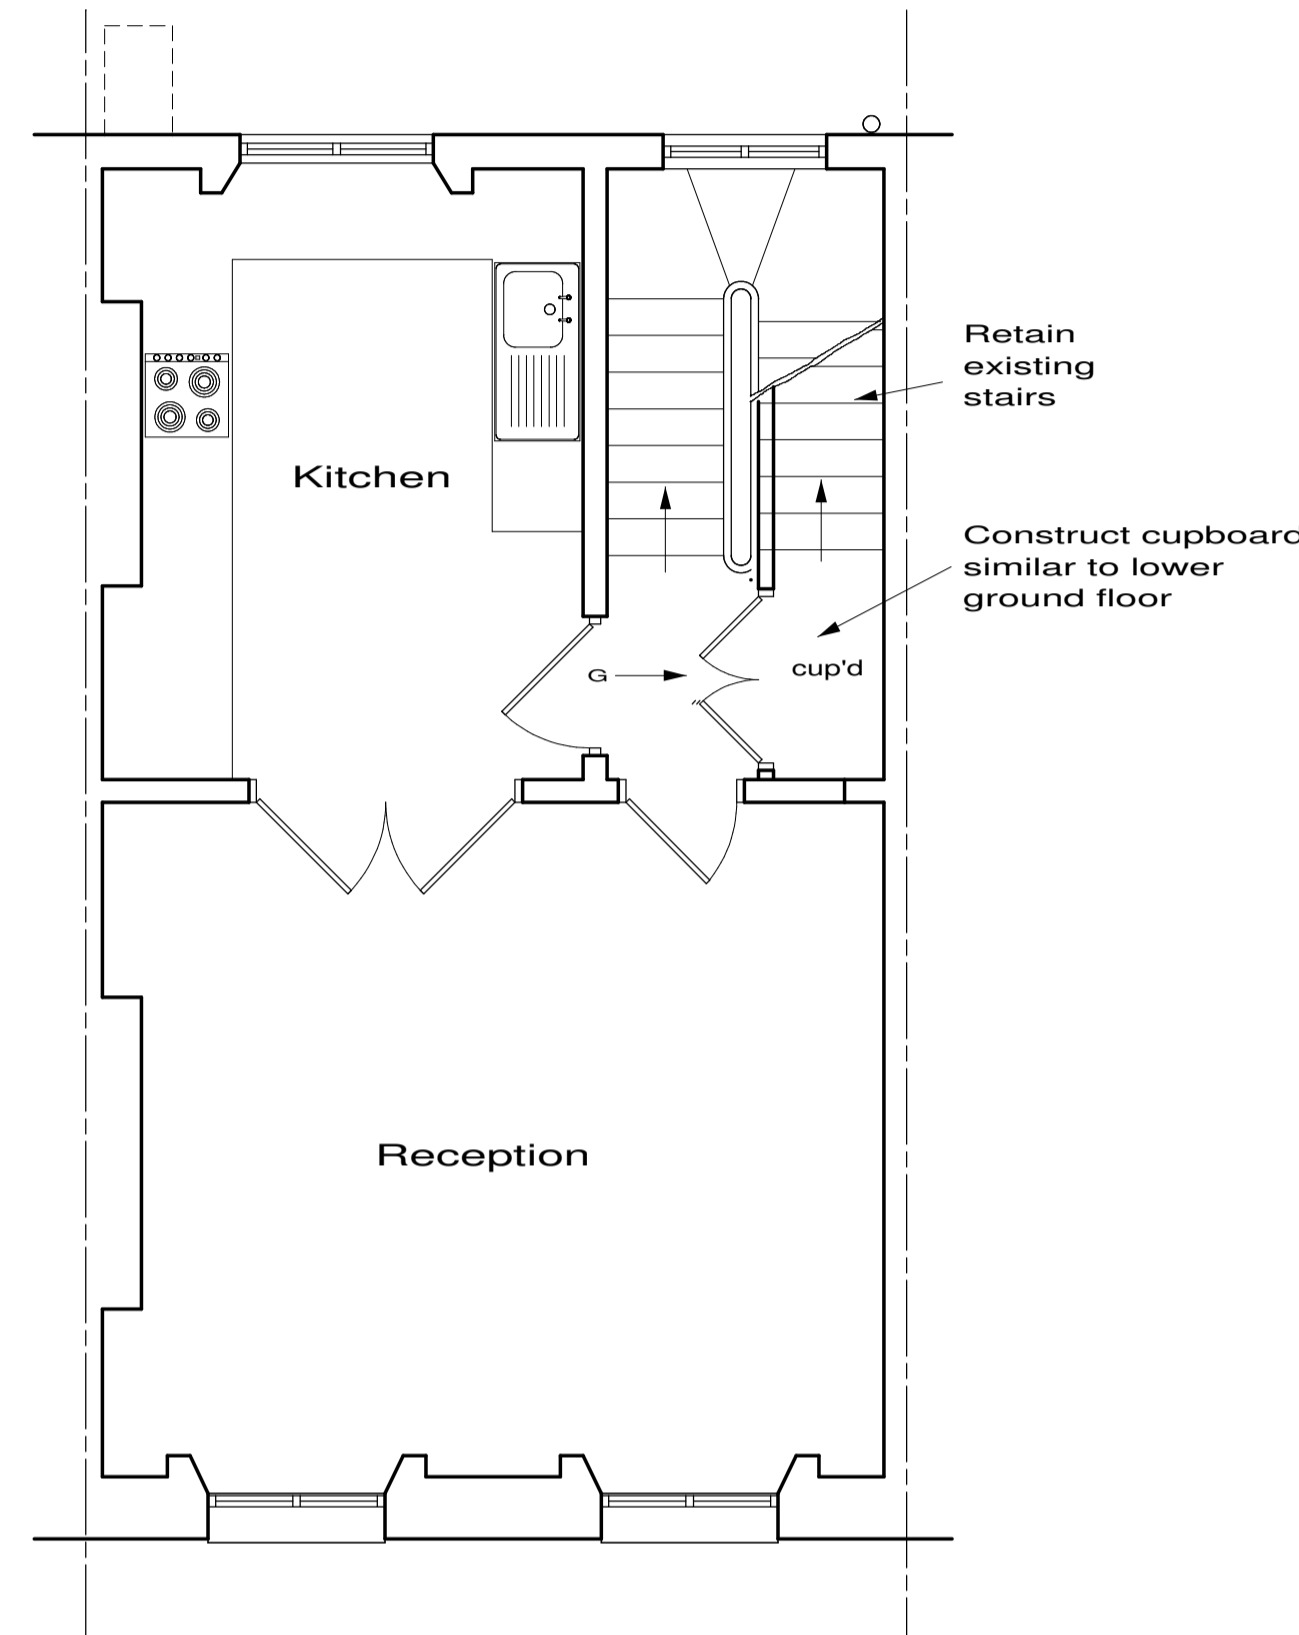 Retain
existing
stairs
Kitchen
Construct cupboard
similar to lower
ground floor
G
cup'd
Reception